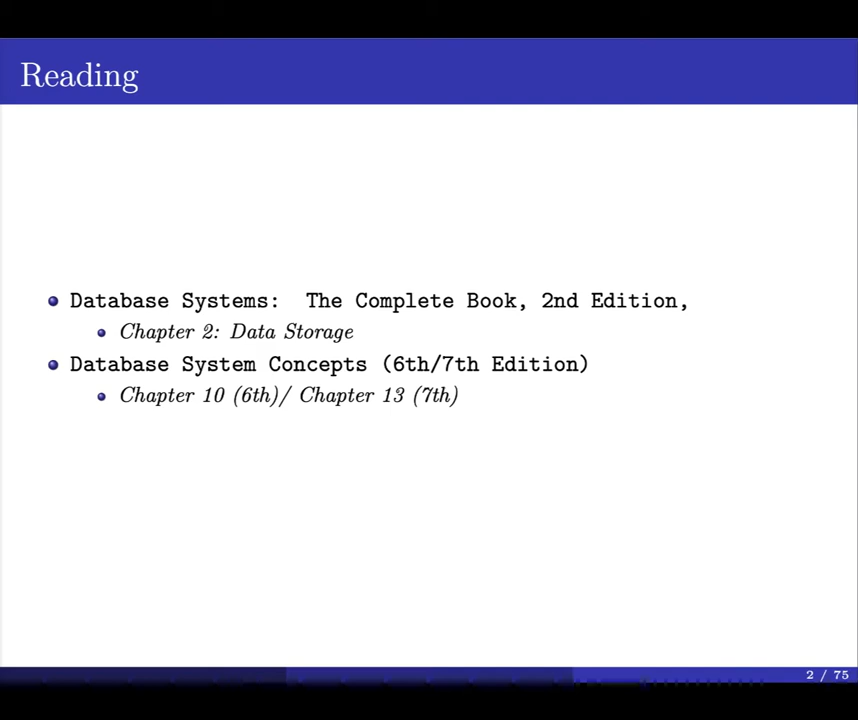 Reading
Database Systems: The Complete Book, 2nd Edition,
Chapter 2: Data Storage
Database System Concepts (6th/7th Edition)
Chapter 10 (6th)/ Chapter 13 (7th)
2 / 75